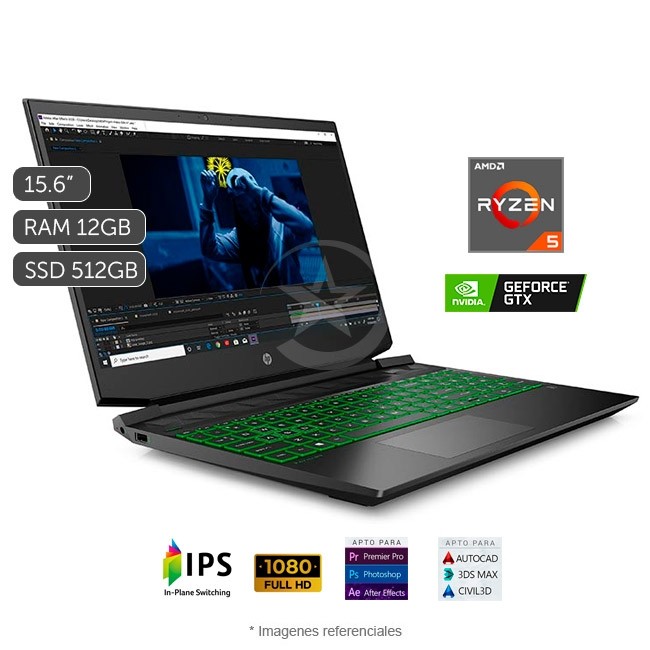 15.6"
RAM 12GB
SSD 512GB
AMD
RYZEN
5
NVIDIA.
GEFORCE
GTX
hp
IPS
In-Plane Switching
1080
FULL HD
APTO PARA
Pr Premier Pro
Ps Photoshop
Ae After Effects
APTO PARA
AUTOCAD
3DS MAX
CIVIL3D
* Imagenes referenciales